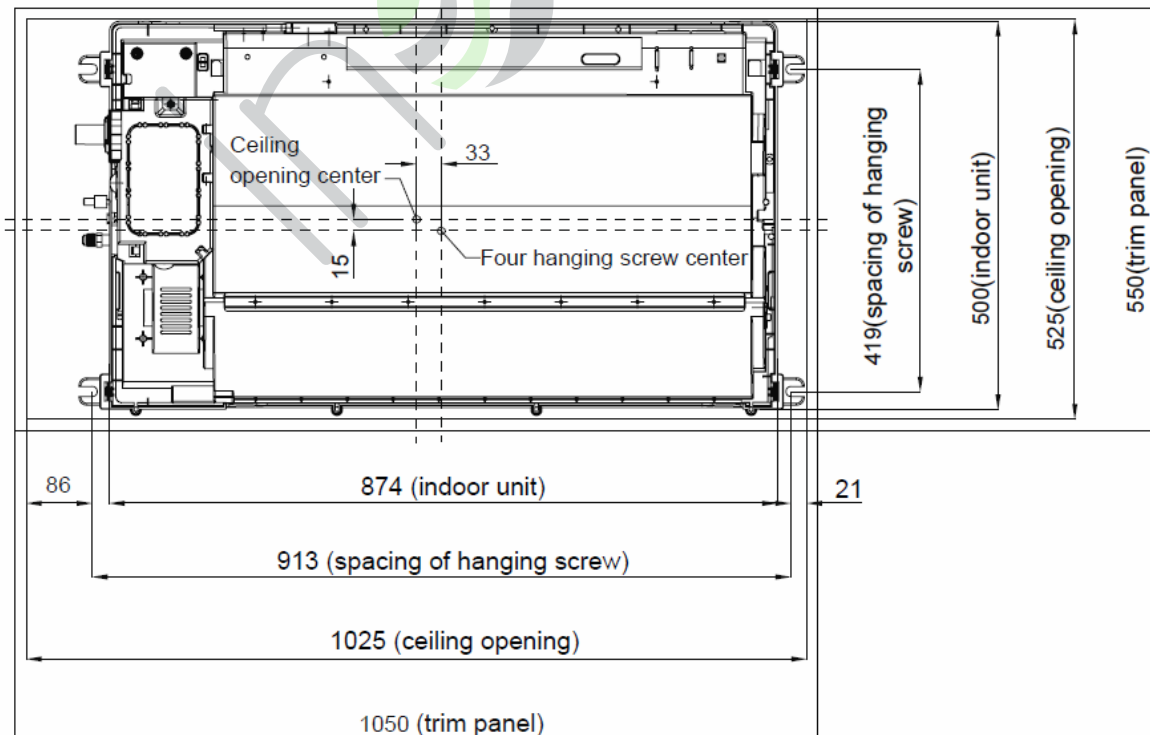 Ceiling
opening center
33
15
Four hanging screw center
419(spacing of hanging
screw)
500(indoor unit)
525(ceiling opening)
550(trim panel)
86
874 (indoor unit)
21
913 (spacing of hanging screw)
1025 (ceiling opening)
1050 (trim panel)